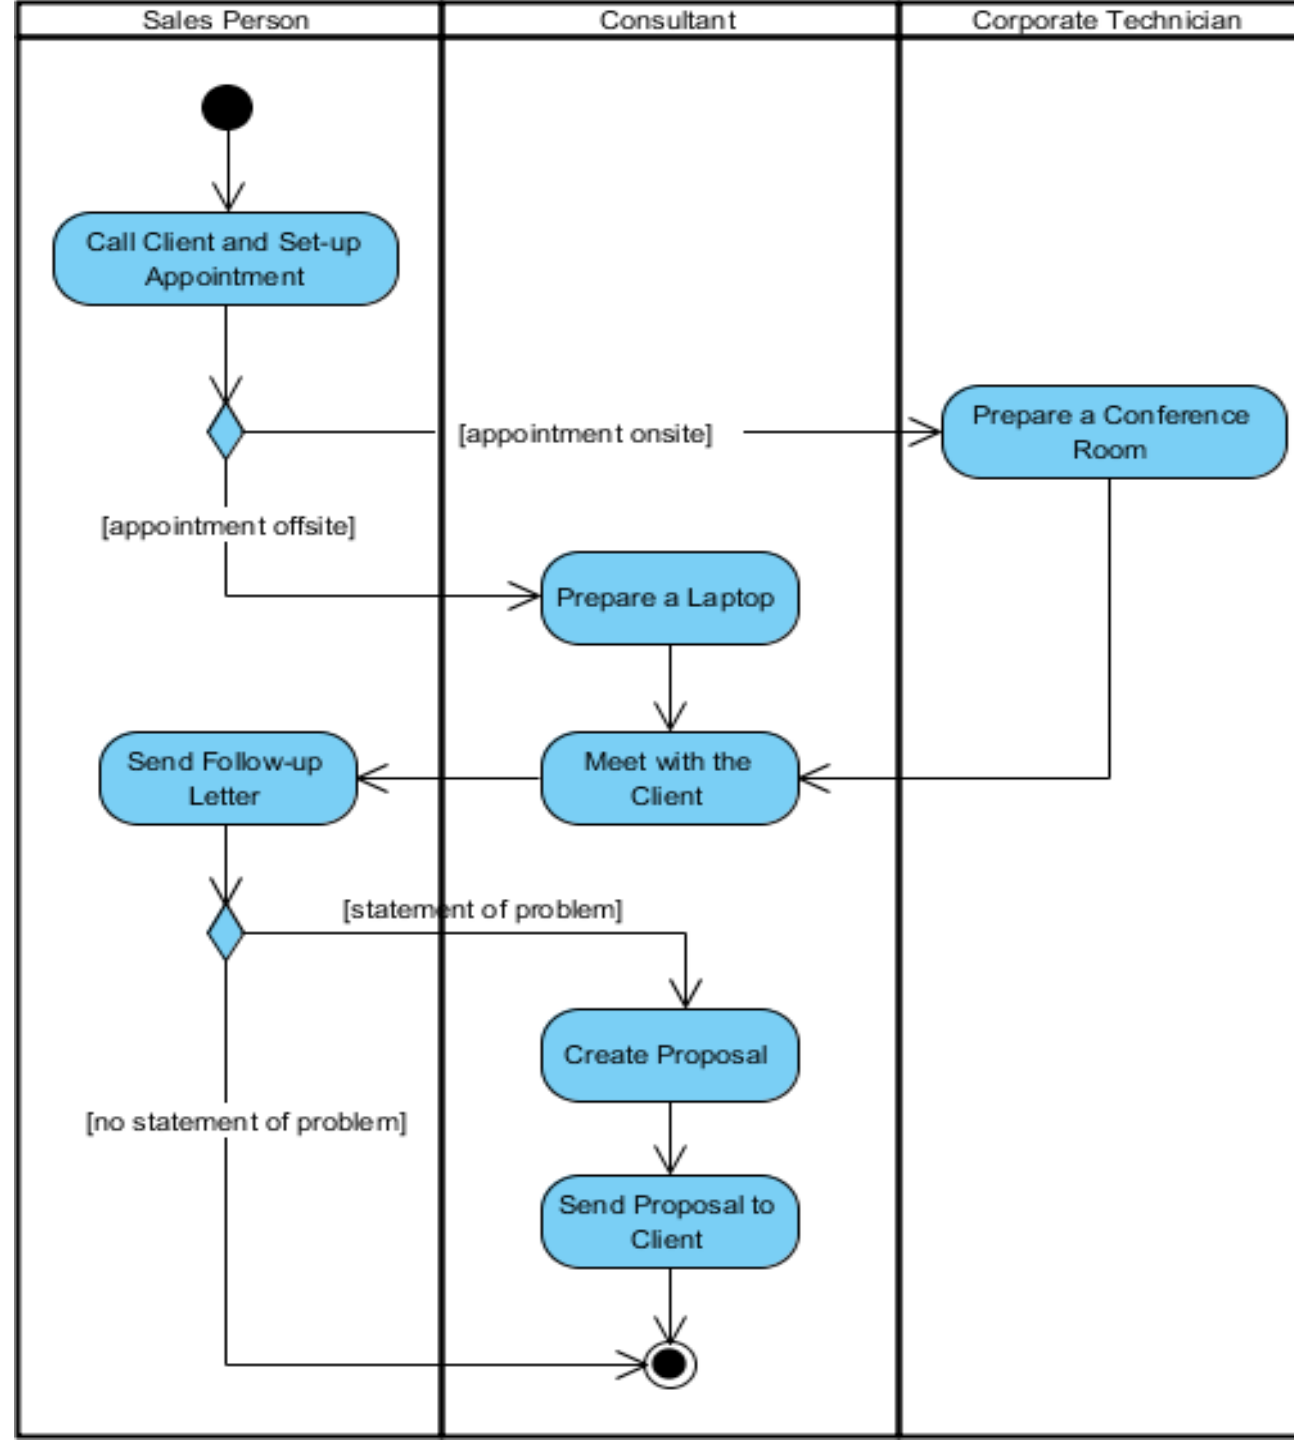 Sales Person
Consultant
Corporate Technician
Call Client and Set-up
Appointment
[appointment onsite]
Prepare a Conference
Room
[appointment offsite]
Prepare a Laptop
Send Follow-up
Letter
Meet with the
Client
[statement of problem]
Create Proposal
[no statement of problem]
Send Proposal to
Client